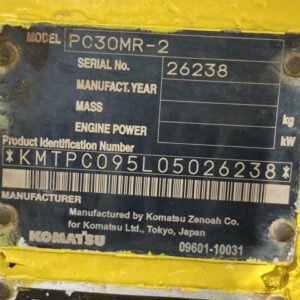 MODEL PC30MR-2
SERIAL No. 26238
MANUFACT. YEAR
MASS kg
ENGINE POWER kW
Product Identification Number
*KMTPC095L05026238*
MANUFACTURER
Manufactured by Komatsu Zenoah Co.
for Komatsu Ltd., Tokyo, Japan
KOMATSU 09601-10031